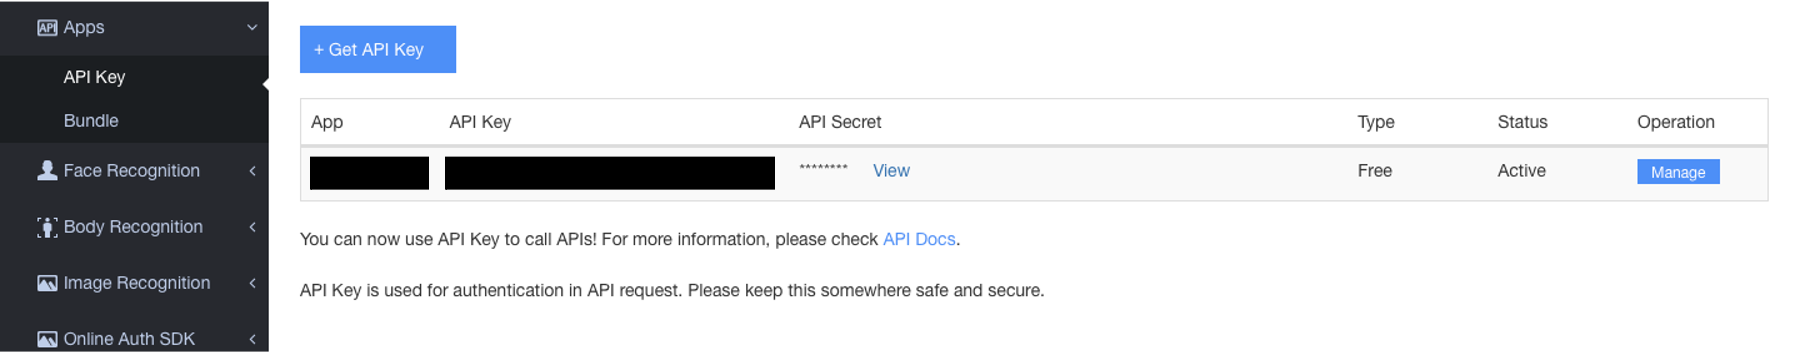 API Apps
API Key
Bundle
Face Recognition
Body Recognition
Image Recognition
Online Auth SDK
+ Get API Key
App API Key API Secret Type Status Operation
******** View Free Active Manage
You can now use API Key to call APIs! For more information, please check API Docs.
API Key is used for authentication in API request. Please keep this somewhere safe and secure.